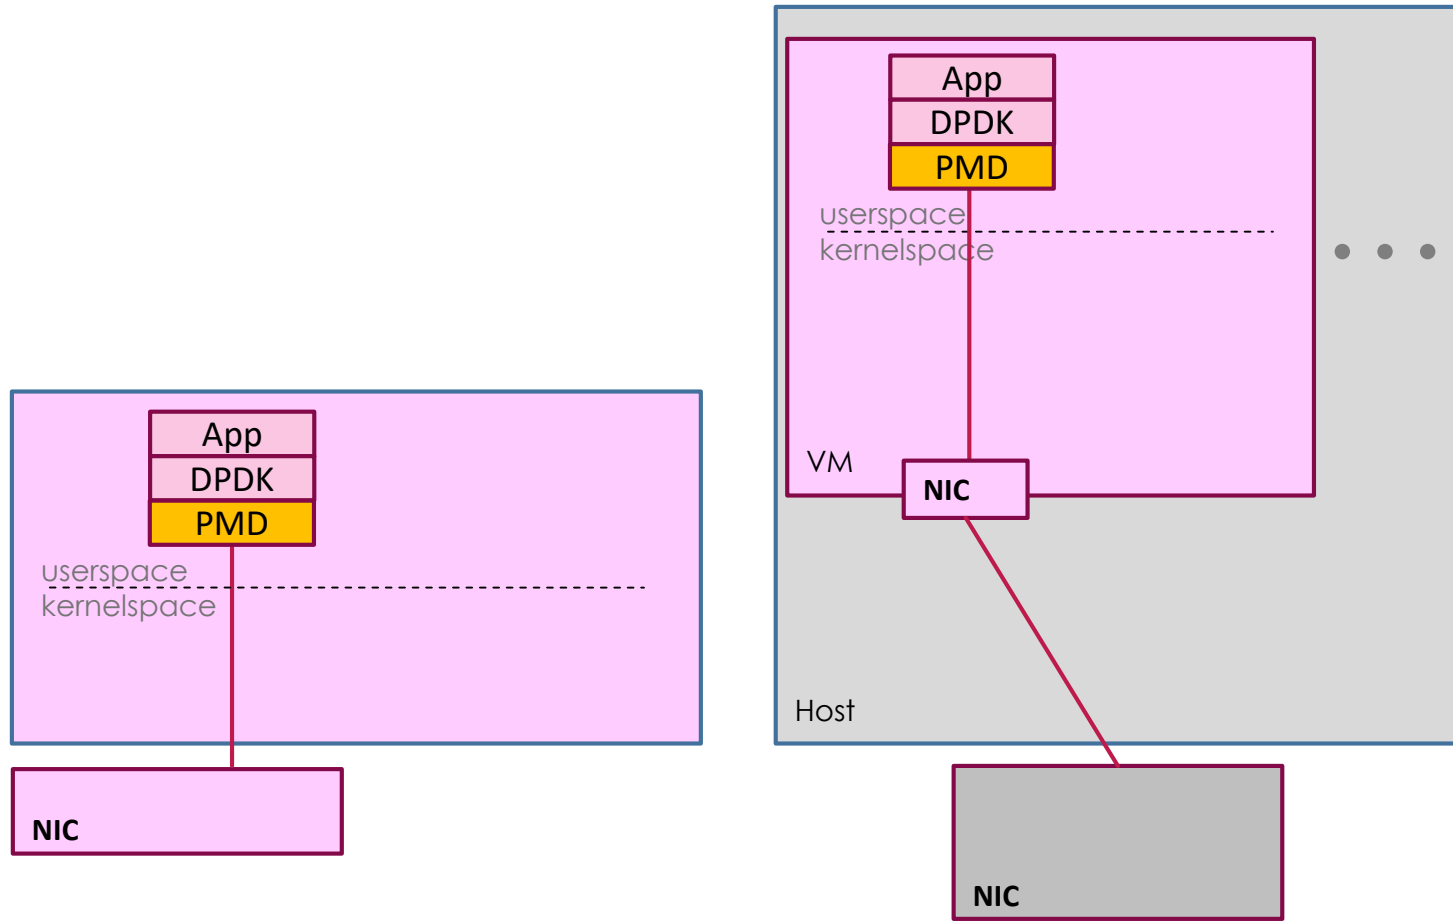 App
DPDK
PMD
userspace
kernelspace
NIC
App
DPDK
PMD
userspace
kernelspace
VM
NIC
Host
NIC